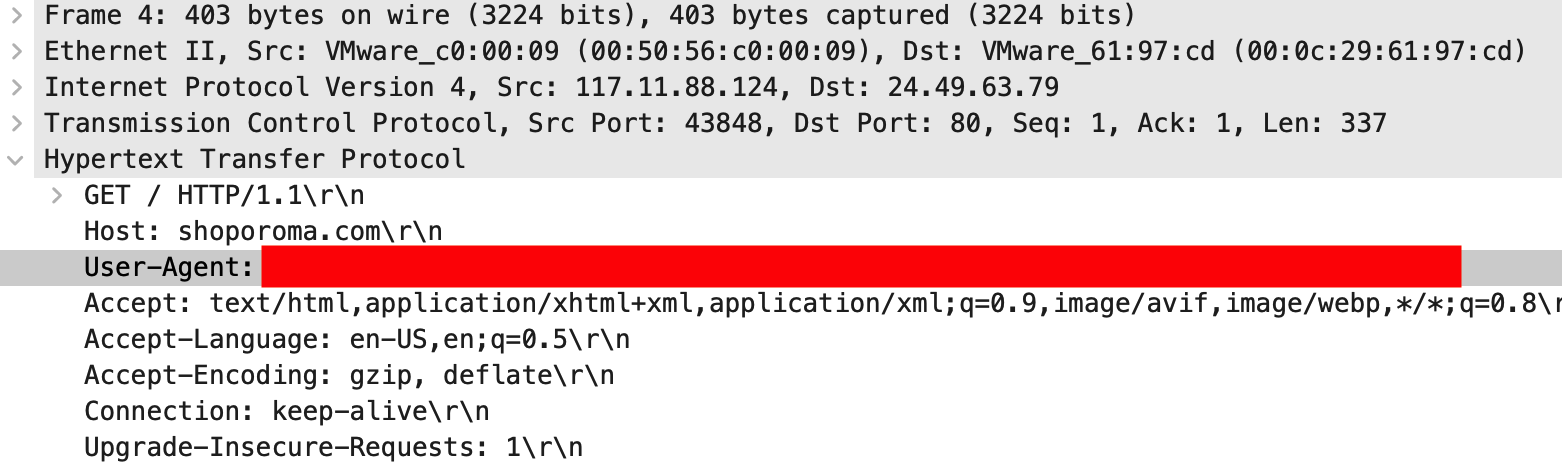 Frame 4: 403 bytes on wire (3224 bits), 403 bytes captured (3224 bits)
Ethernet II, Src: VMware_c0:00:09 (00:50:56:c0:00:09), Dst: VMware_61:97:cd (00:0c:29:61:97:cd)
Internet Protocol Version 4, Src: 117.11.88.124, Dst: 24.49.63.79
Transmission Control Protocol, Src Port: 43848, Dst Port: 80, Seq: 1, Ack: 1, Len: 337
Hypertext Transfer Protocol
GET / HTTP/1.1\r\n
Host: shoporoma.com\r\n
User-Agent:
Accept: text/html,application/xhtml+xml,application/xml;q=0.9,image/avif,image/webp,*/*;q=0.8\r
Accept-Language: en-US,en;q=0.5\r\n
Accept-Encoding: gzip, deflate\r\n
Connection: keep-alive\r\n
Upgrade-Insecure-Requests: 1\r\n